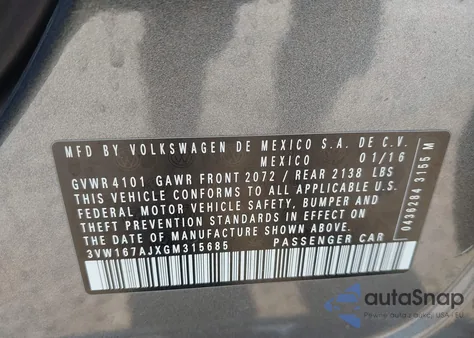 MFD BY VOLKSWAGEN DE MEXICO S.A. DE C.V.
MEXICO 01/16
GVWR 4101 GAWR FRONT 2072 / REAR 2138 LBS
THIS VEHICLE CONFORMS TO ALL APPLICABLE U.S.
FEDERAL MOTOR VEHICLE SAFETY, BUMPER AND
THEFT PREVENTION STANDARDS IN EFFECT ON
THE DATE OF MANUFACTURE SHOWN ABOVE.
3VW167AJXGM315685 PASSENGER CAR
0438284 3155 M
autoSnap